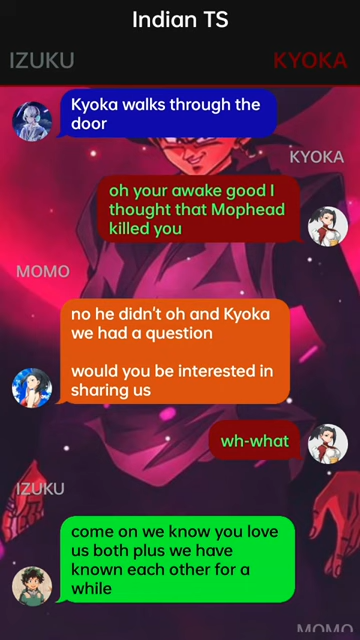 Indian TS
IZUKU
KYOKA
Kyoka walks through the
door
KYOKA
oh your awake good I
thought that Mophead
killed you
MOMO
no he didn't oh and Kyoka
we had a question
would you be interested in
sharing us
wh-what
IZUKU
come on we know you love
us both plus we have
known each other for a
while
MOMO